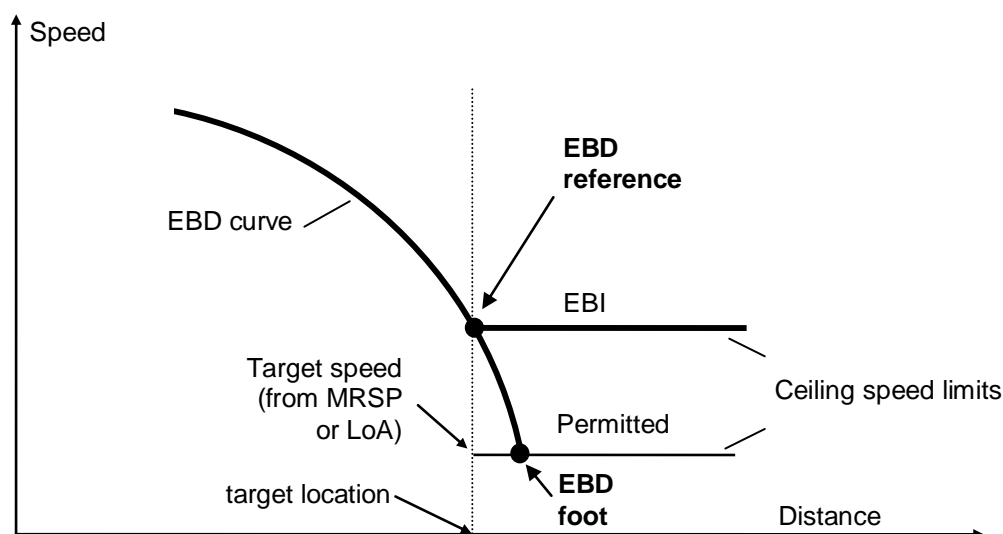 Speed
EBD
reference
EBD curve
EBI
Target speed
(from MRSP
or LoA)
Ceiling speed limits
Permitted
target location
EBD
foot
Distance